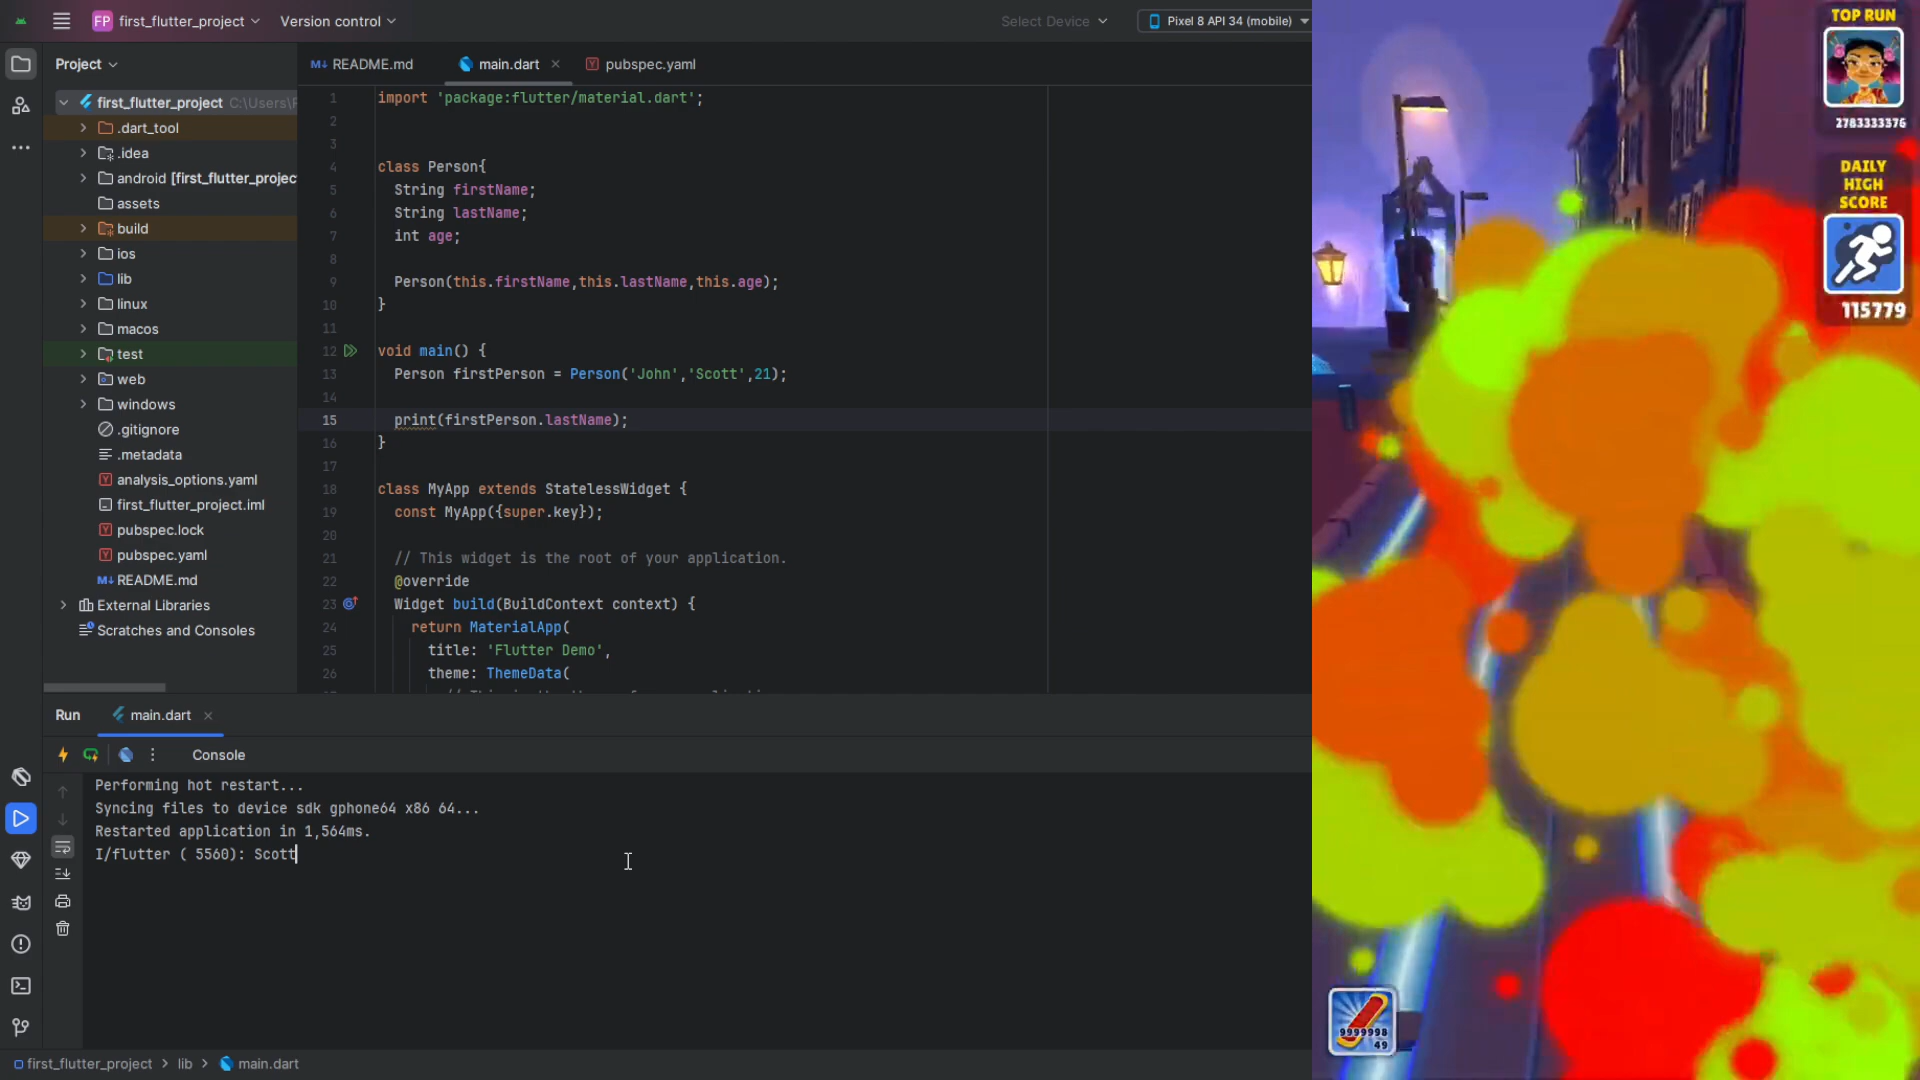 FP first_flutter_project
Version control
Select Device
Pixel 8 API 34 (mobile)
Project
README.md
main.dart
pubspec.yaml
first_flutter_project C:\Users\
.dart_tool
.idea
android [first_flutter_projec
assets
build
ios
lib
linux
macos
test
web
windows
.gitignore
.metadata
analysis_options.yaml
first_flutter_project.iml
pubspec.lock
pubspec.yaml
README.md
External Libraries
Scratches and Consoles
1 import 'package:flutter/material.dart';
2
3
4 class Person{
5 String firstName;
6 String lastName;
7 int age;
8
9 Person(this.firstName,this.lastName,this.age);
10 }
11
12 void main() {
13 Person firstPerson = Person('John','Scott',21);
14
15 print(firstPerson.lastName);
16 }
17
18 class MyApp extends StatelessWidget {
19 const MyApp({super.key});
20
21 // This widget is the root of your application.
22 @override
23 Widget build(BuildContext context) {
24 return MaterialApp(
25 title: 'Flutter Demo',
26 theme: ThemeData(
Run
main.dart
Console
Performing hot restart...
Syncing files to device sdk gphone64 x86 64...
Restarted application in 1,564ms.
I/flutter ( 5560): Scott
first_flutter_project > lib > main.dart
TOP RUN
2783333376
DAILY
HIGH
SCORE
115779
9999998
49